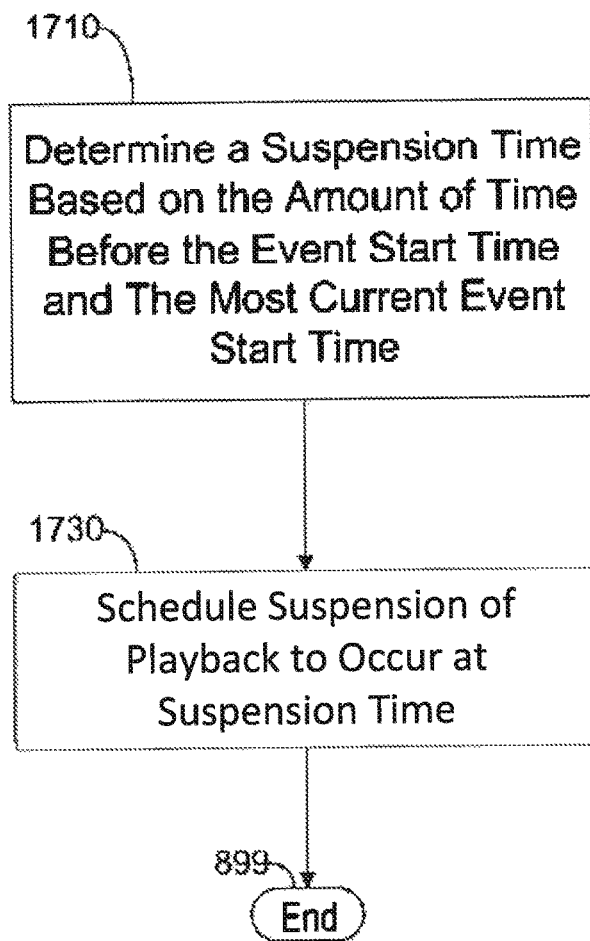 1710
Determine a Suspension Time
Based on the Amount of Time
Before the Event Start Time
and The Most Current Event
Start Time
1730
Schedule Suspension of
Playback to Occur at
Suspension Time
899
End